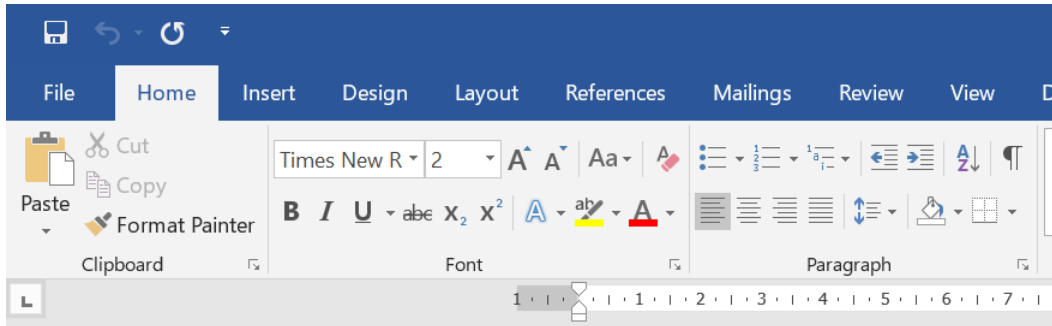 File Home Insert Design Layout References Mailings Review View
Cut
Copy
Paste
Format Painter
Clipboard
Times New R 2 A A Aa
B I U abc X2 X2 A ab A
Font
A Z ¶
Paragraph
L 1 1 2 3 4 5 6 7